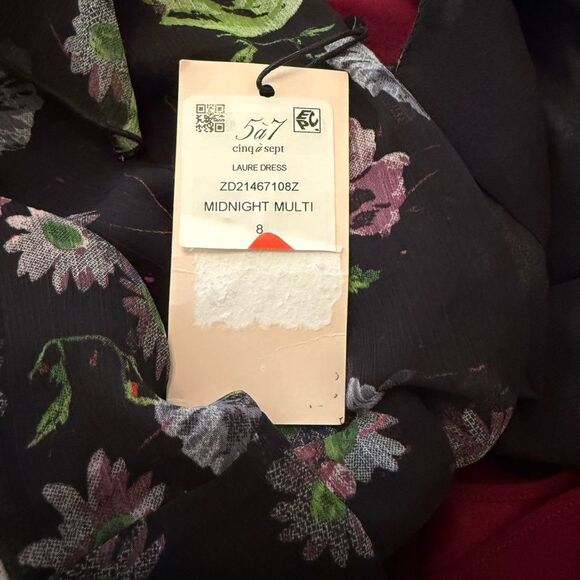 5à7
cinq à sept
LAURE DRESS
ZD21467108Z
MIDNIGHT MULTI
8